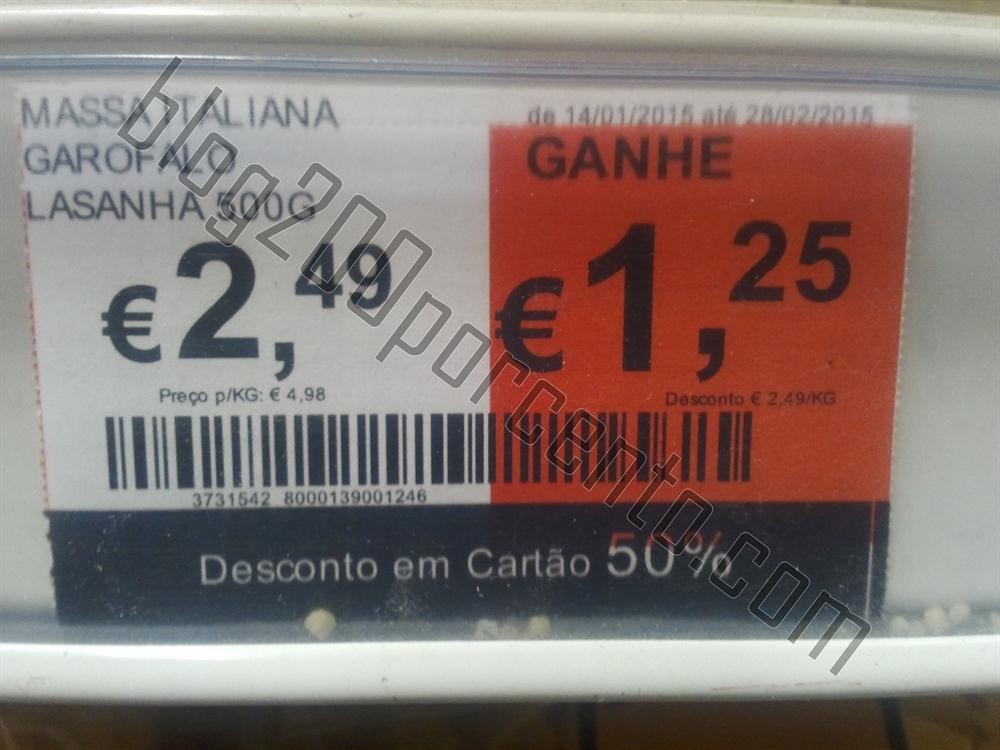 MASSA ITALIANA
GAROFALO
LASANHA 500G
€2,49
Preço p/KG: € 4,98
de 14/01/2015 até 28/02/2015
GANHE
€1,25
Desconto € 2,49/KG
3731542 8000139001246
Desconto em Cartão 50%
blog200porcento.com